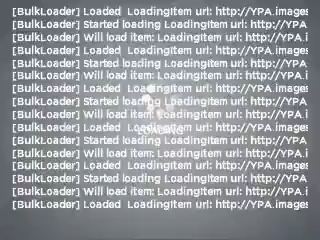 [BulkLoader] Loaded LoadingItem url: http://YPA.images
[BulkLoader] Started loading LoadingItem url: http://YPA
[BulkLoader] Will load item: LoadingItem url: http://YPA.i
[BulkLoader] Loaded LoadingItem url: http://YPA.images
[BulkLoader] Started loading LoadingItem url: http://YPA
[BulkLoader] Will load item: LoadingItem url: http://YPA.i
[BulkLoader] Loaded LoadingItem url: http://YPA.images
[BulkLoader] Started loading LoadingItem url: http://YPA
[BulkLoader] Will load item: LoadingItem url: http://YPA.i
[BulkLoader] Loaded LoadingItem url: http://YPA.images
LOADING
[BulkLoader] Started loading LoadingItem url: http://YPA
[BulkLoader] Will load item: LoadingItem url: http://YPA.i
[BulkLoader] Loaded LoadingItem url: http://YPA.images
[BulkLoader] Started loading LoadingItem url: http://YPA
[BulkLoader] Will load item: LoadingItem url: http://YPA.i
[BulkLoader] Loaded LoadingItem url: http://YPA.images